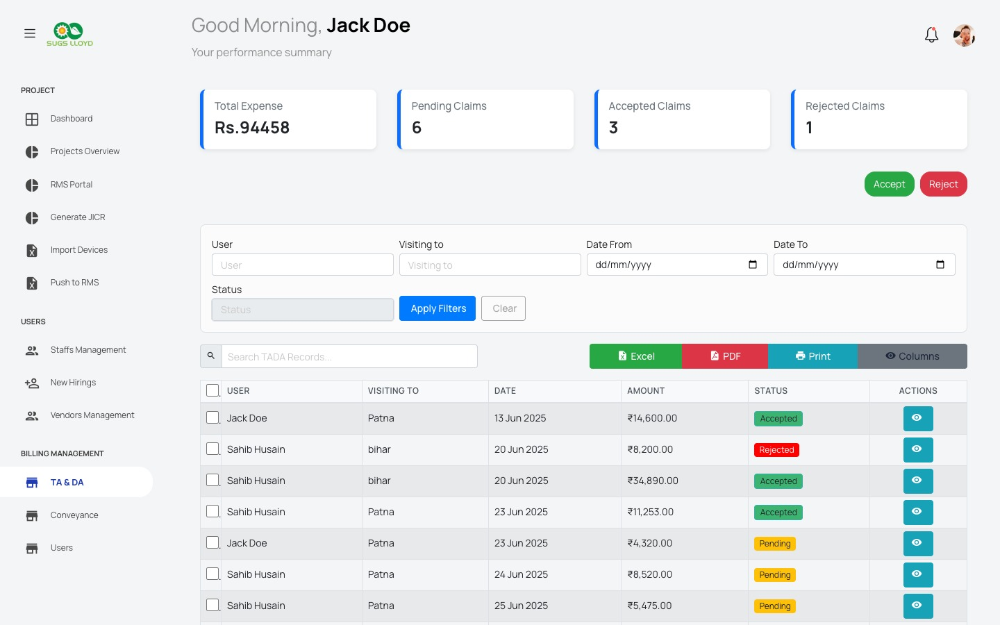 SUGS LLOYD
Good Morning, Jack Doe
Your performance summary
PROJECT
Dashboard
Projects Overview
RMS Portal
Generate JICR
Import Devices
Push to RMS
USERS
Staffs Management
New Hirings
Vendors Management
BILLING MANAGEMENT
TA & DA
Conveyance
Users
Total Expense
Rs.94458
Pending Claims
6
Accepted Claims
3
Rejected Claims
1
Accept Reject
User Visiting to Date From Date To
User Visiting to dd/mm/yyyy dd/mm/yyyy
Status
Status Apply Filters Clear
Search TADA Records... Excel PDF Print Columns
USER VISITING TO DATE AMOUNT STATUS ACTIONS
Jack Doe Patna 13 Jun 2025 ₹14,600.00 Accepted
Sahib Husain bihar 20 Jun 2025 ₹8,200.00 Rejected
Sahib Husain bihar 20 Jun 2025 ₹34,890.00 Accepted
Sahib Husain Patna 23 Jun 2025 ₹11,253.00 Accepted
Jack Doe Patna 23 Jun 2025 ₹4,320.00 Pending
Sahib Husain Patna 24 Jun 2025 ₹8,520.00 Pending
Sahib Husain Patna 25 Jun 2025 ₹5,475.00 Pending